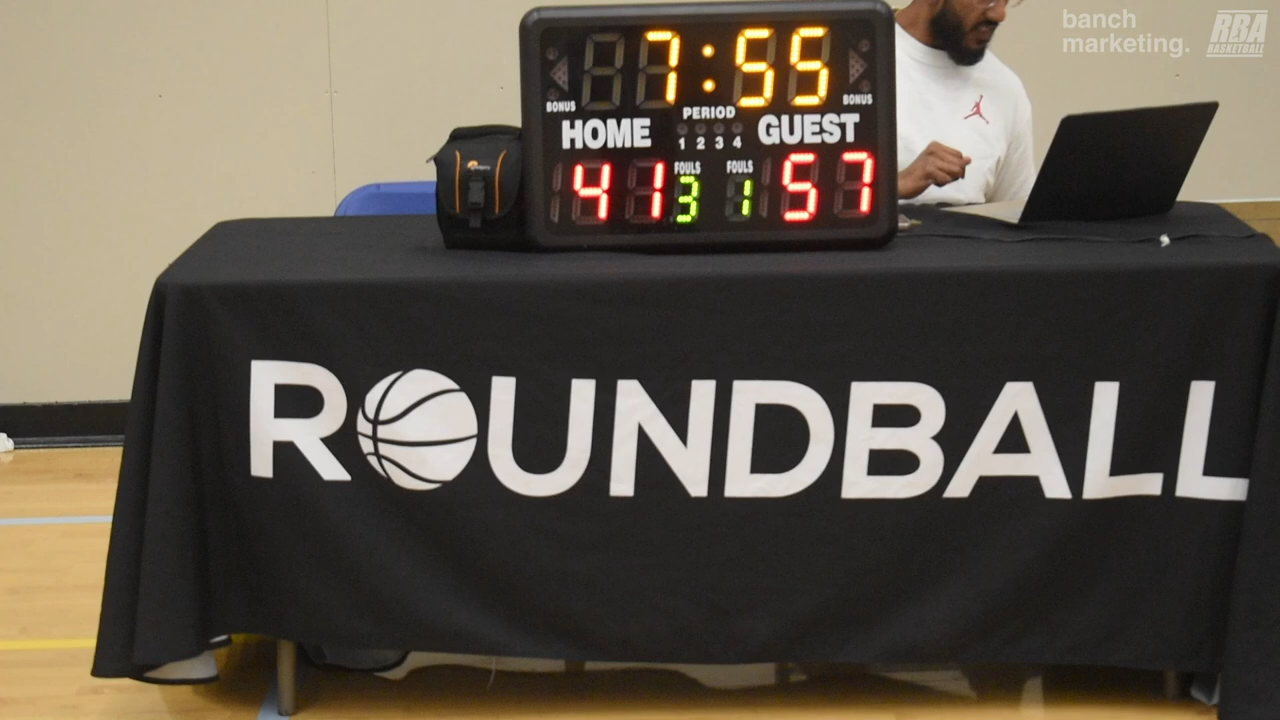 banch
marketing.
RBA
BASKETBALL
7:55
BONUS
PERIOD
BONUS
HOME
1 2 3 4
GUEST
FOULS
FOULS
41
3
1
57
ROUNDBALL